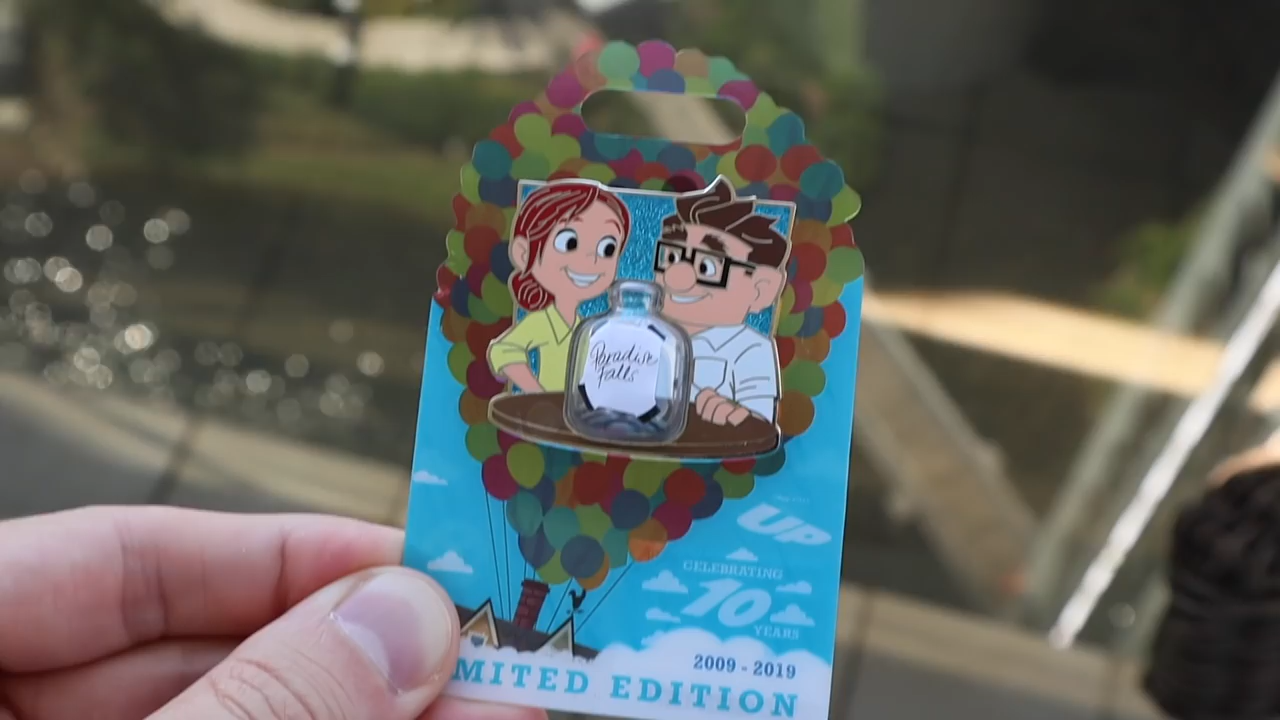 Paradise
Falls
UP
CELEBRATING
10
YEARS
2009 - 2019
MITED EDITION